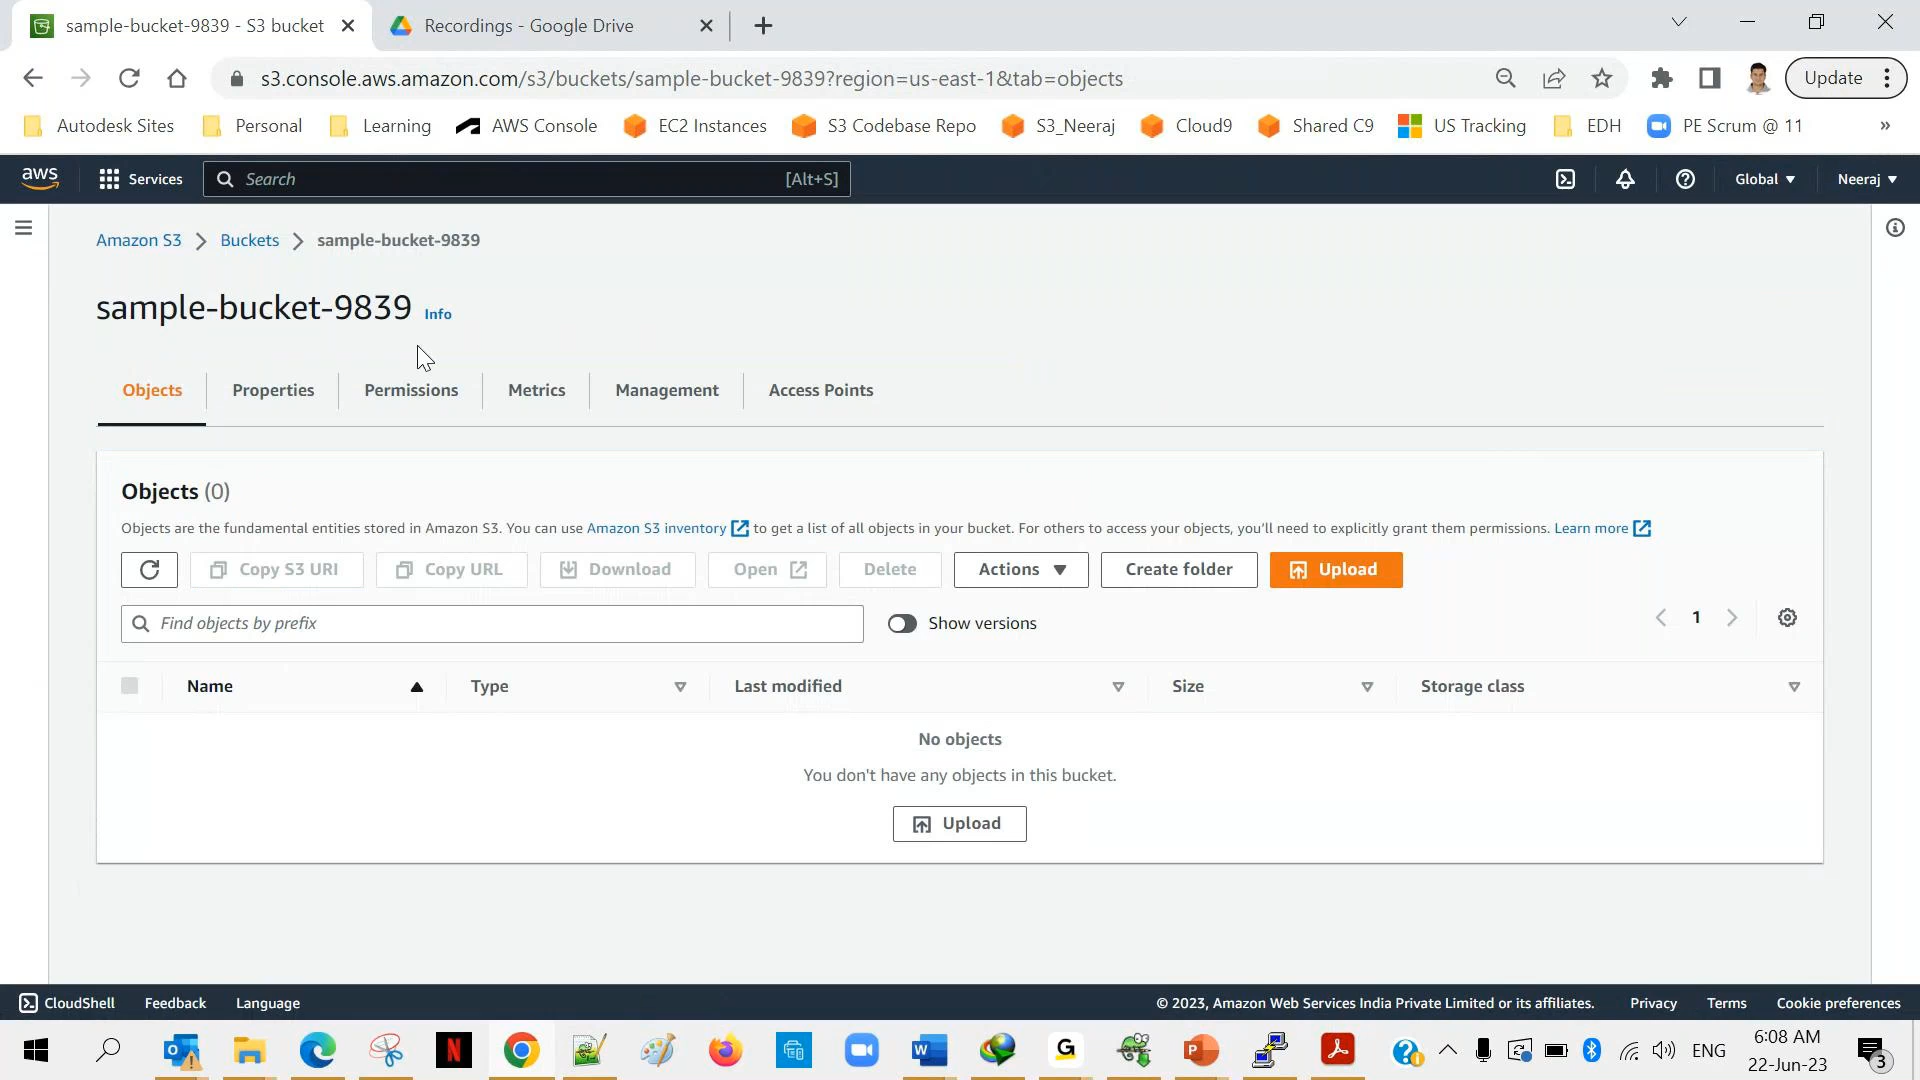 sample-bucket-9839 - S3 bucket
Recordings - Google Drive
s3.console.aws.amazon.com/s3/buckets/sample-bucket-9839?region=us-east-1&tab=objects
Update
Autodesk Sites
Personal
Learning
AWS Console
EC2 Instances
S3 Codebase Repo
S3_Neeraj
Cloud9
Shared C9
US Tracking
EDH
PE Scrum @ 11
»
aws
Services
Search
[Alt+S]
Global
Neeraj
Amazon S3
Buckets
sample-bucket-9839
sample-bucket-9839 Info
Objects
Properties
Permissions
Metrics
Management
Access Points
Objects (0)
Objects are the fundamental entities stored in Amazon S3. You can use Amazon S3 inventory to get a list of all objects in your bucket. For others to access your objects, you'll need to explicitly grant them permissions. Learn more
Copy S3 URI
Copy URL
Download
Open
Delete
Actions
Create folder
Upload
Find objects by prefix
Show versions
1
Name
Type
Last modified
Size
Storage class
No objects
You don't have any objects in this bucket.
Upload
CloudShell
Feedback
Language
© 2023, Amazon Web Services India Private Limited or its affiliates.
Privacy
Terms
Cookie preferences
N
W
G
P
ENG
6:08 AM
22-Jun-23
3